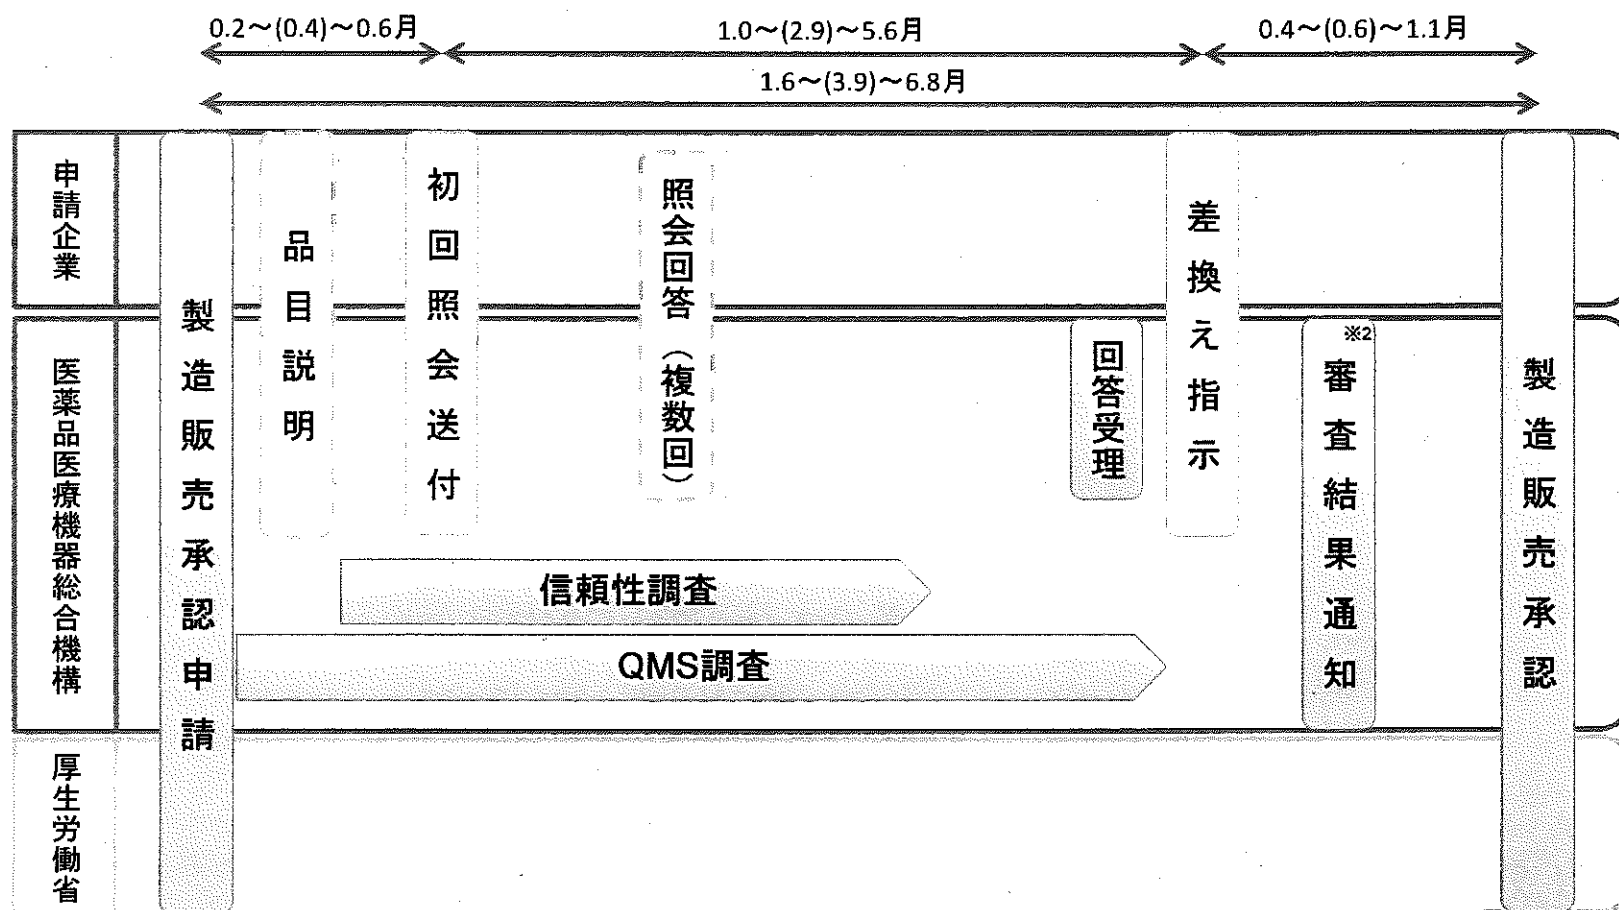 0.2～(0.4)～0.6月
1.0～(2.9)～5.6月
0.4～(0.6)～1.1月
1.6～(3.9)～6.8月
申請企業
医薬品医療機器総合機構
厚生労働省
製造販売承認申請
品目説明
初回照会送付
照会回答（複数回）
回答受理
差換え指示
※2
審査結果通知
製造販売承認
信頼性調査
QMS調査